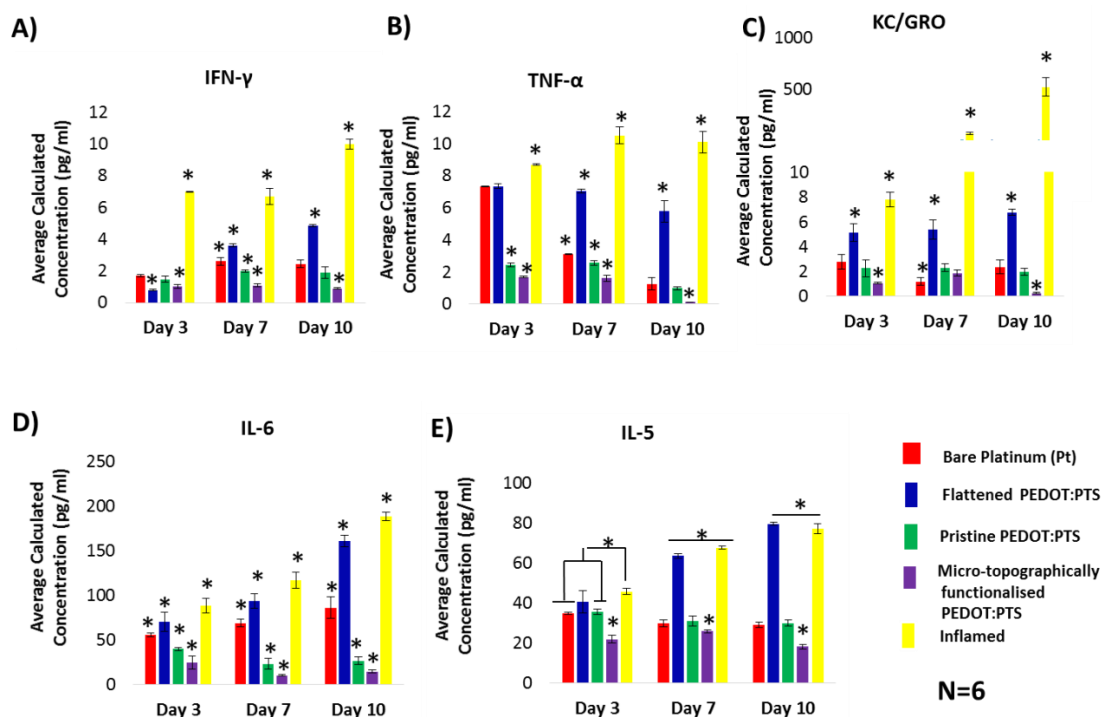 A)
IFN-γ
Average Calculated
Concentration (pg/ml)
12
10
8
6
4
2
0
* * * * * * * * * *
Day 3 Day 7 Day 10
B)
TNF-α
Average Calculated
Concentration (pg/ml)
12
10
8
6
4
2
0
* * * * * * * * * * *
Day 3 Day 7 Day 10
C)
KC/GRO
Average Calculated
Concentration (pg/ml)
1000
500
10
8
6
4
2
0
* * * * * * * * *
Day 3 Day 7 Day 10
D)
IL-6
Average Calculated
Concentration (pg/ml)
250
200
150
100
50
0
* * * * * * * * * * * * * *
Day 3 Day 7 Day 10
E)
IL-5
Average Calculated
Concentration (pg/ml)
100
80
60
40
20
0
* * * * * *
Day 3 Day 7 Day 10
Bare Platinum (Pt)
Flattened PEDOT:PTS
Pristine PEDOT:PTS
Micro-topographically
functionalised
PEDOT:PTS
Inflamed
N=6